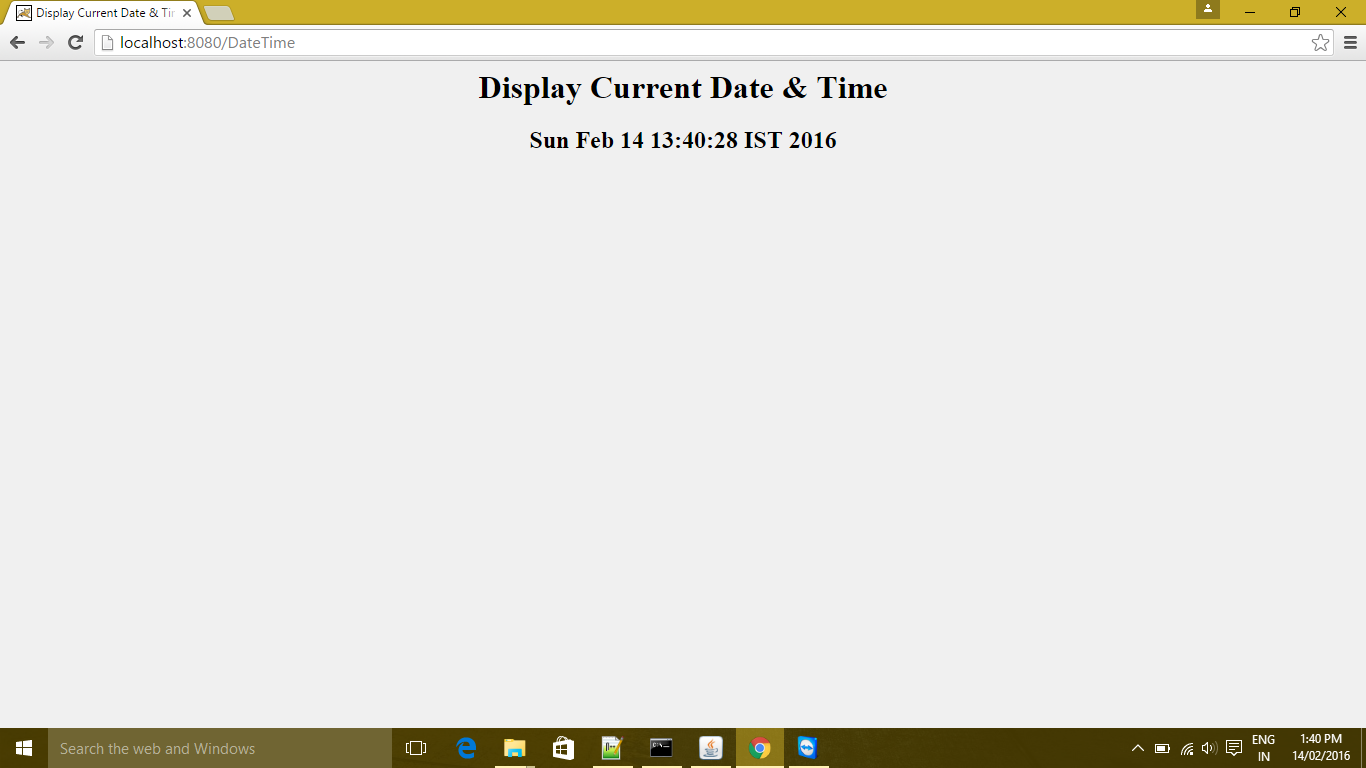 Display Current Date & Tir
localhost:8080/DateTime
Display Current Date & Time
Sun Feb 14 13:40:28 IST 2016
Search the web and Windows
ENG
IN
1:40 PM
14/02/2016